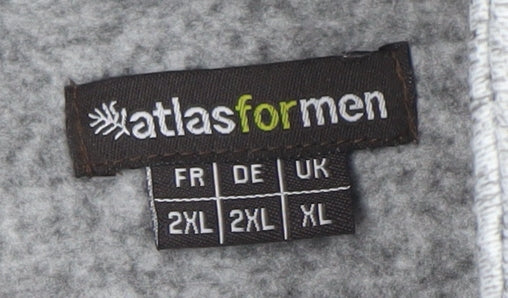 atlasformen
FR DE UK
2XL 2XL XL